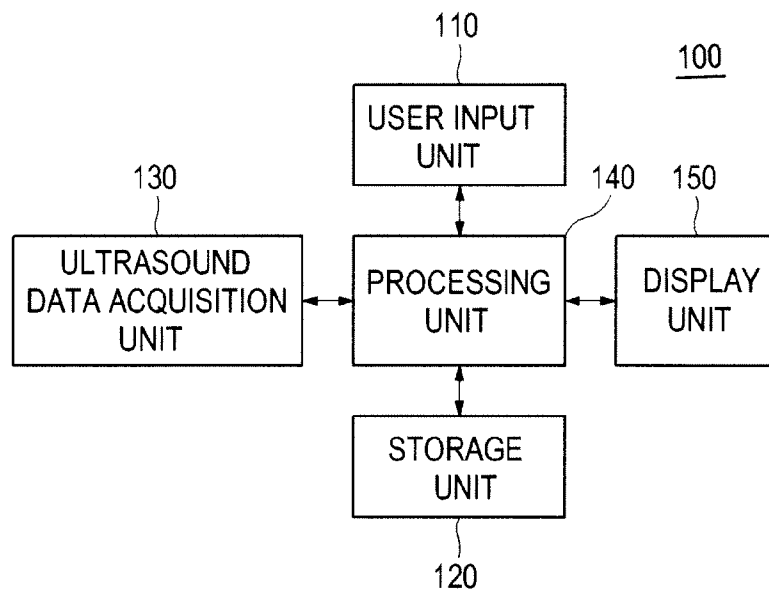 110
100
USER INPUT
UNIT
130
140
150
ULTRASOUND
DATA ACQUISITION
UNIT
PROCESSING
UNIT
DISPLAY
UNIT
STORAGE
UNIT
120